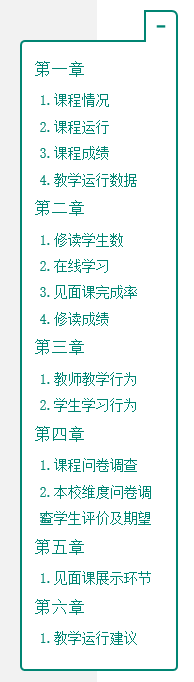 第一章
1.课程情况
2.课程运行
3.课程成绩
4.教学运行数据
第二章
1.修读学生数
2.在线学习
3.见面课完成率
4.修读成绩
第三章
1.教师教学行为
2.学生学习行为
第四章
1.课程问卷调查
2.本校维度问卷调
查学生评价及期望
第五章
1.见面课展示环节
第六章
1.教学运行建议